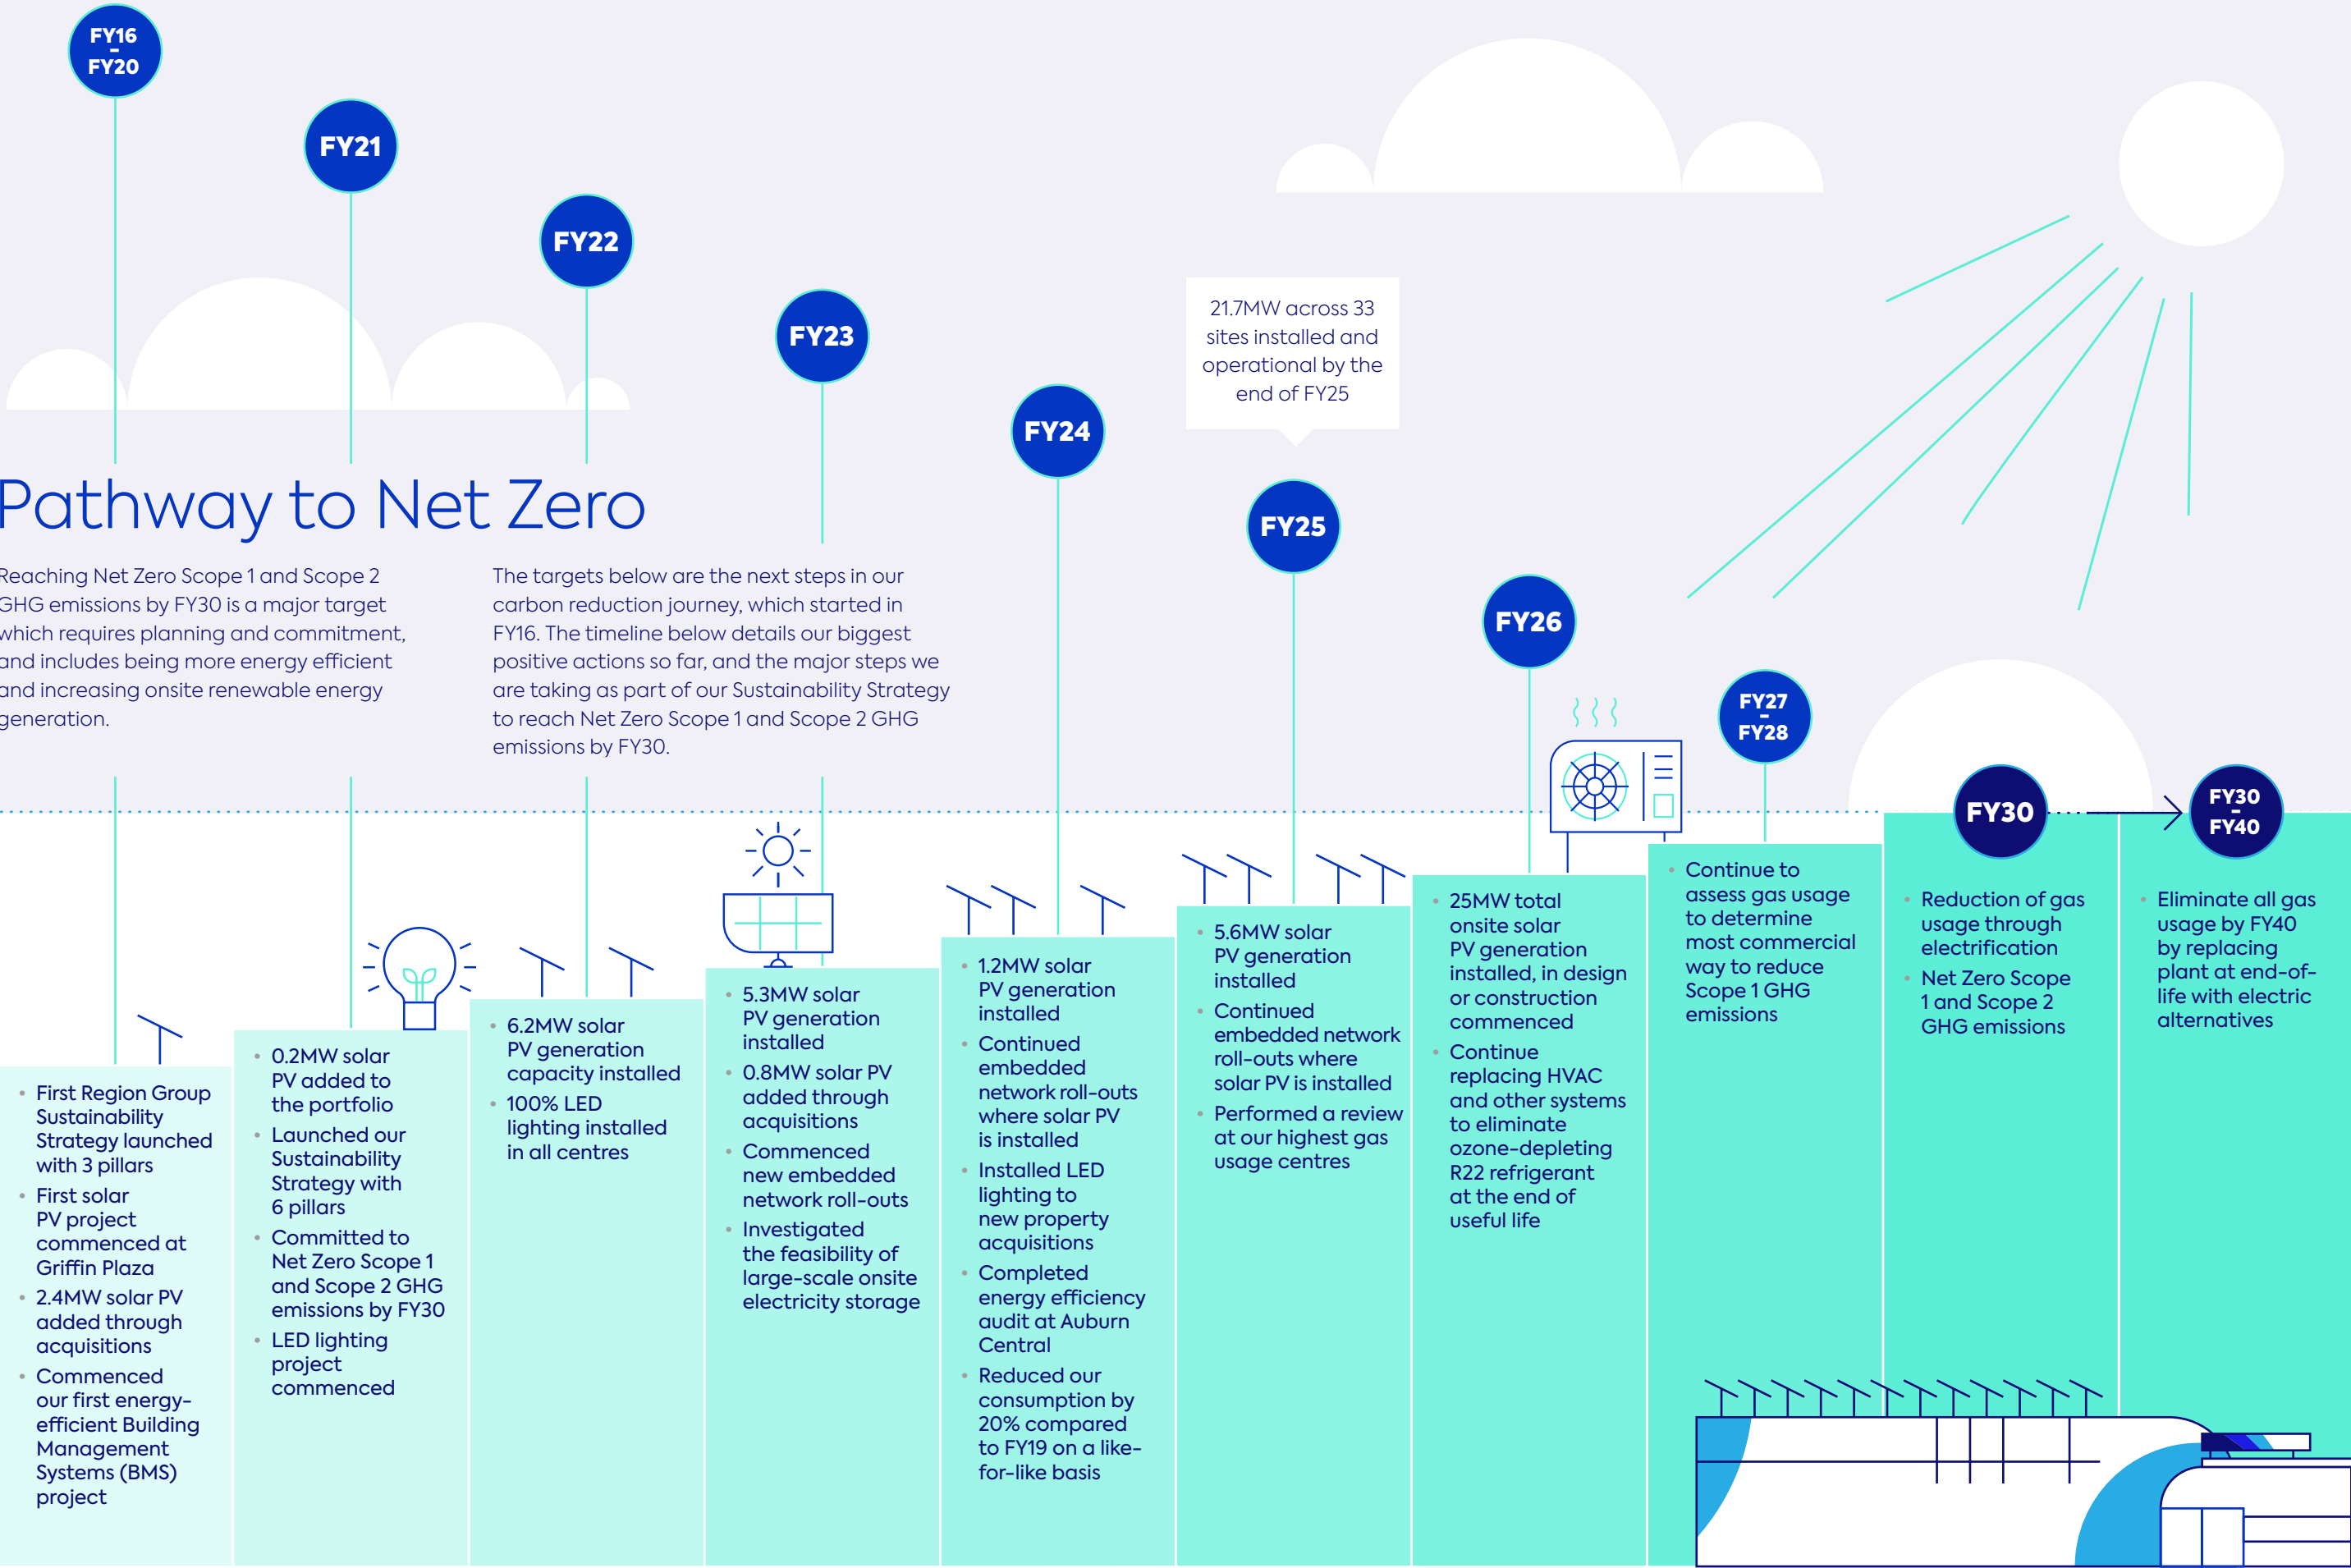 FY16
–
FY20
FY21
FY22
FY23
FY24
21.7MW across 33
sites installed and
operational by the
end of FY25
FY25
FY26
FY27
–
FY28
FY30
FY30
–
FY40
Pathway to Net Zero
Reaching Net Zero Scope 1 and Scope 2
GHG emissions by FY30 is a major target
which requires planning and commitment,
and includes being more energy efficient
and increasing onsite renewable energy
generation.
The targets below are the next steps in our
carbon reduction journey, which started in
FY16. The timeline below details our biggest
positive actions so far, and the major steps we
are taking as part of our Sustainability Strategy
to reach Net Zero Scope 1 and Scope 2 GHG
emissions by FY30.
• First Region Group
Sustainability
Strategy launched
with 3 pillars
• First solar
PV project
commenced at
Griffin Plaza
• 2.4MW solar PV
added through
acquisitions
• Commenced
our first energy-
efficient Building
Management
Systems (BMS)
project
• 0.2MW solar
PV added to
the portfolio
• Launched our
Sustainability
Strategy with
6 pillars
• Committed to
Net Zero Scope 1
and Scope 2 GHG
emissions by FY30
• LED lighting
project
commenced
• 6.2MW solar
PV generation
capacity installed
• 100% LED
lighting installed
in all centres
• 5.3MW solar
PV generation
installed
• 0.8MW solar PV
added through
acquisitions
• Commenced
new embedded
network roll-outs
• Investigated
the feasibility of
large-scale onsite
electricity storage
• 1.2MW solar
PV generation
installed
• Continued
embedded
network roll-outs
where solar PV
is installed
• Installed LED
lighting to
new property
acquisitions
• Completed
energy efficiency
audit at Auburn
Central
• Reduced our
consumption by
20% compared
to FY19 on a like-
for-like basis
• 5.6MW solar
PV generation
installed
• Continued
embedded network
roll-outs where
solar PV is installed
• Performed a review
at our highest gas
usage centres
• 25MW total
onsite solar
PV generation
installed, in design
or construction
commenced
• Continue
replacing HVAC
and other systems
to eliminate
ozone-depleting
R22 refrigerant
at the end of
useful life
• Continue to
assess gas usage
to determine
most commercial
way to reduce
Scope 1 GHG
emissions
• Reduction of gas
usage through
electrification
• Net Zero Scope
1 and Scope 2
GHG emissions
• Eliminate all gas
usage by FY40
by replacing
plant at end-of-
life with electric
alternatives